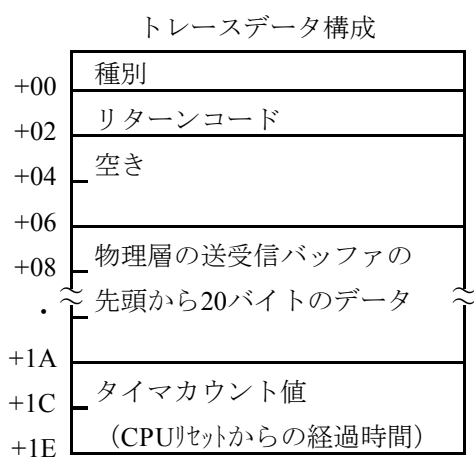 トレースデータ構成
+00 種別
+02 リターンコード
+04 空き
+06
+08 物理層の送受信バッファの
・ 先頭から20バイトのデータ
+1A
+1C タイマカウント値
+1E （CPUﾘｾｯﾄからの経過時間）